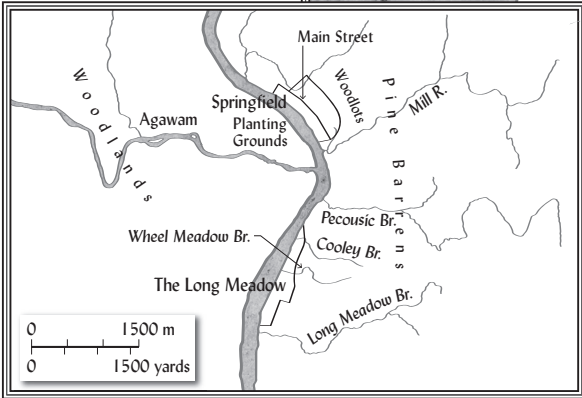 Main Street
Woodlots
Pine Barrens
Mill R.
Woodlands
Springfield
Agawam
Planting
Grounds
Pecousic Br.
Wheel Meadow Br.
Cooley Br.
The Long Meadow
Long Meadow Br.
0 1500 m
0 1500 yards